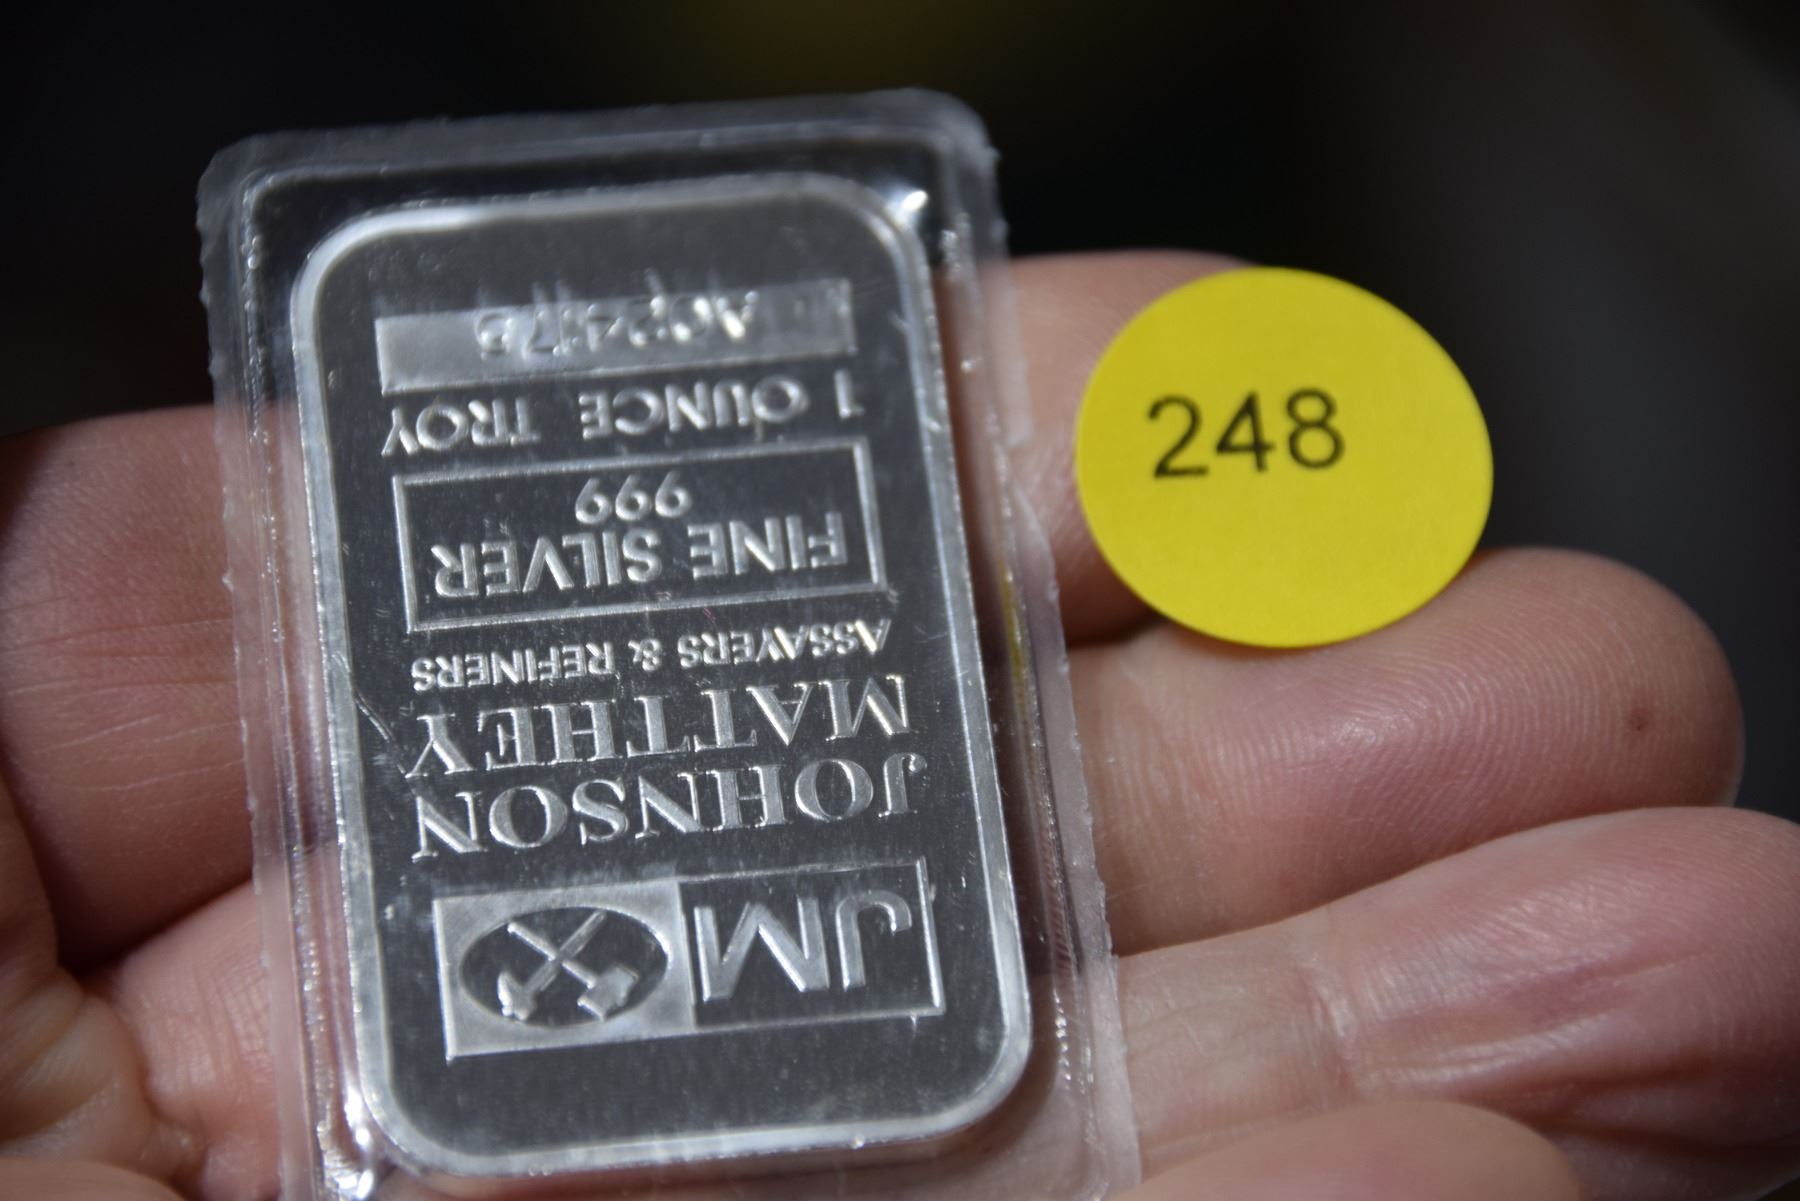 JM
JOHNSON
MATTHEY
ASSAYERS & REFINERS
FINE SILVER
999
1 OUNCE TROY
248